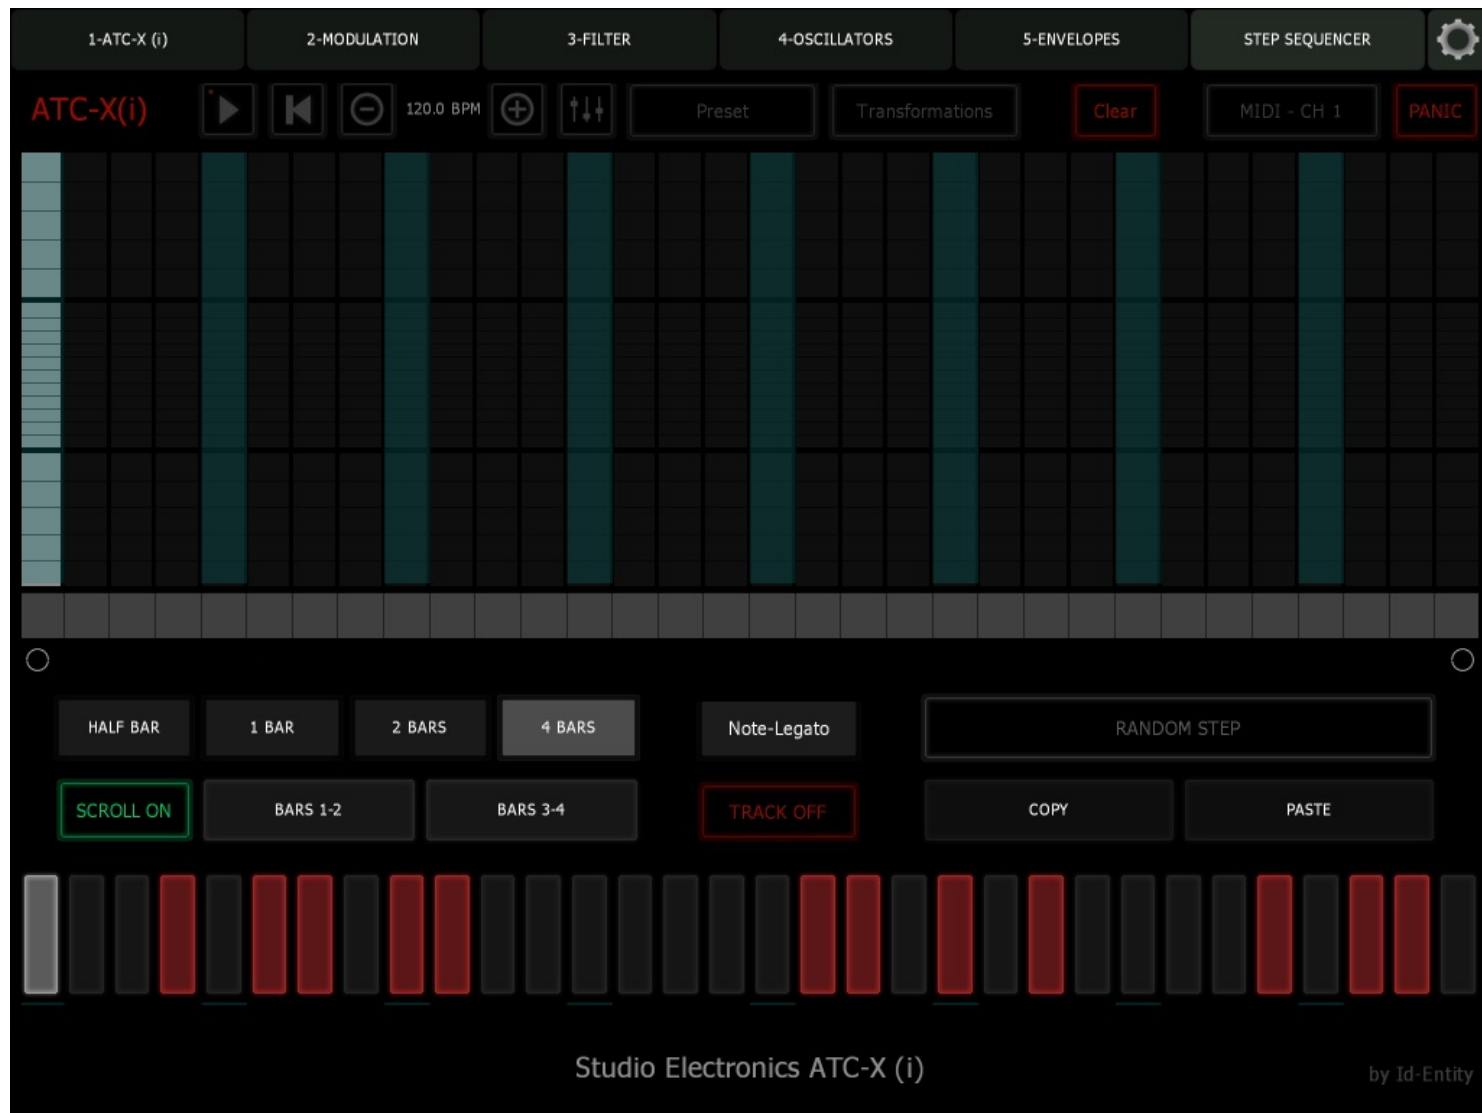 1-ATC-X (i) 2-MODULATION 3-FILTER 4-OSCILLATORS 5-ENVELOPES STEP SEQUENCER
ATC-X(i) 120.0 BPM Preset Transformations Clear MIDI - CH 1 PANIC
HALF BAR 1 BAR 2 BARS 4 BARS Note-Legato RANDOM STEP
SCROLL ON BARS 1-2 BARS 3-4 TRACK OFF COPY PASTE
Studio Electronics ATC-X (i)
by Id-Entity